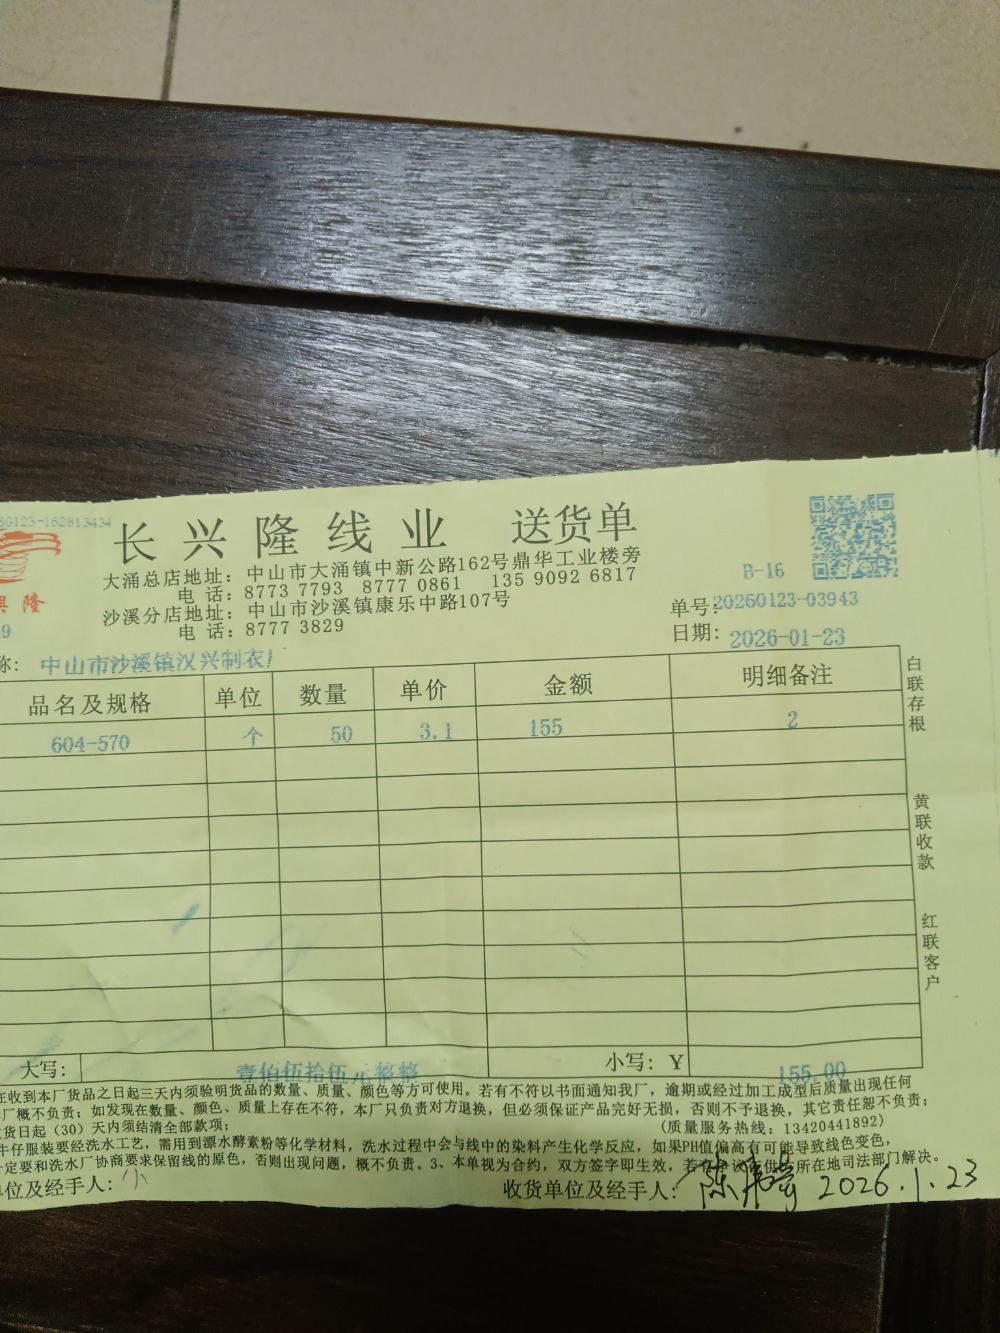 60123-162813434
长兴隆线业 送货单
大涌总店地址：中山市大涌镇中新公路162号鼎华工业楼旁
电 话：8773 7793 8777 0861 135 9092 6817
沙溪分店地址：中山市沙溪镇康乐中路107号
电 话：8777 3829
興隆
B-16
单号：20260123-03943
日期：2026-01-23
称：中山市沙溪镇汉兴制衣厂
品名及规格 单位 数量 单价 金额 明细备注
604-570 个 50 3.1 155 2
白联存根
黄联收款
红联客户
大写：壹佰伍拾伍元整整 小写：Y 155.00
在收到本厂货品之日起三天内须验明货品的数量、质量、颜色等方可使用。若有不符以书面通知我厂，逾期或经过加工成型后质量出现任何
厂概不负责；如发现在数量、颜色、质量上存在不符，本厂只负责对方退换，但必须保证产品完好无损，否则不予退换，其它责任恕不负责；
货日起（30）天内须结清全部款项； (质量服务热线：13420441892)
牛仔服装要经洗水工艺，需用到漂水酵素粉等化学材料，洗水过程中会与线中的染料产生化学反应，如果PH值偏高有可能导致线色变色，
一定要和洗水厂协商要求保留线的原色，否则出现问题，概不负责。3、本单视为合约，双方签字即生效，若有争议 供 所在地司法部门解决。
单位及经手人：小 收货单位及经手人： 陈 2026.1.23